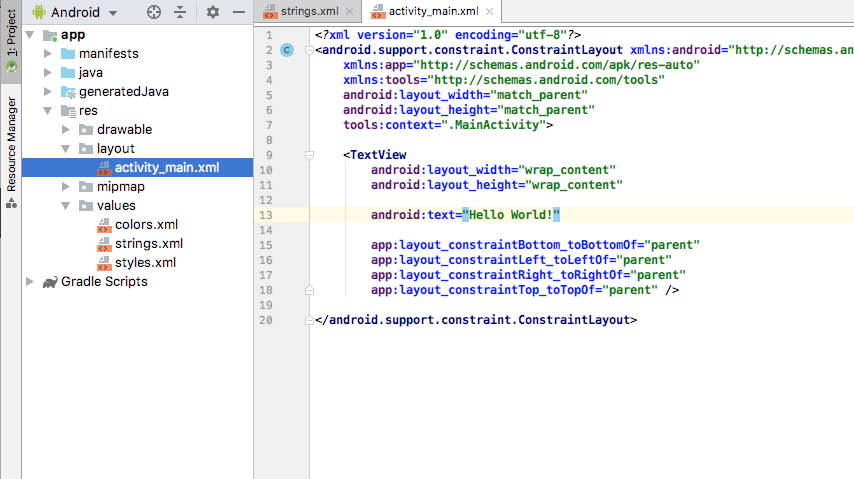 1: Project
Resource Manager
Android
app
manifests
java
generatedJava
res
drawable
layout
activity_main.xml
mipmap
values
colors.xml
strings.xml
styles.xml
Gradle Scripts
strings.xml
activity_main.xml
1 <?xml version="1.0" encoding="utf-8"?>
2 C <android.support.constraint.ConstraintLayout xmlns:android="http://schemas.an
3 xmlns:app="http://schemas.android.com/apk/res-auto"
4 xmlns:tools="http://schemas.android.com/tools"
5 android:layout_width="match_parent"
6 android:layout_height="match_parent"
7 tools:context=".MainActivity">
8
9 <TextView
10 android:layout_width="wrap_content"
11 android:layout_height="wrap_content"
12
13 android:text="Hello World!"
14
15 app:layout_constraintBottom_toBottomOf="parent"
16 app:layout_constraintLeft_toLeftOf="parent"
17 app:layout_constraintRight_toRightOf="parent"
18 app:layout_constraintTop_toTopOf="parent" />
19
20 </android.support.constraint.ConstraintLayout>